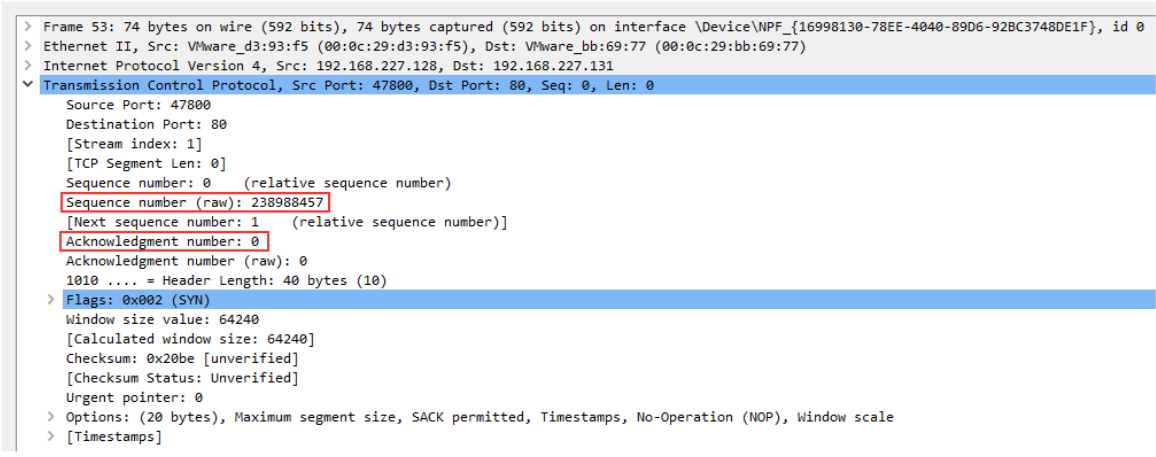 Frame 53: 74 bytes on wire (592 bits), 74 bytes captured (592 bits) on interface \Device\NPF_{16998130-78EE-4040-89D6-92BC3748DE1F}, id 0
Ethernet II, Src: VMware_d3:93:f5 (00:0c:29:d3:93:f5), Dst: VMware_bb:69:77 (00:0c:29:bb:69:77)
Internet Protocol Version 4, Src: 192.168.227.128, Dst: 192.168.227.131
Transmission Control Protocol, Src Port: 47800, Dst Port: 80, Seq: 0, Len: 0
Source Port: 47800
Destination Port: 80
[Stream index: 1]
[TCP Segment Len: 0]
Sequence number: 0    (relative sequence number)
Sequence number (raw): 238988457
[Next sequence number: 1    (relative sequence number)]
Acknowledgment number: 0
Acknowledgment number (raw): 0
1010 .... = Header Length: 40 bytes (10)
Flags: 0x002 (SYN)
Window size value: 64240
[Calculated window size: 64240]
Checksum: 0x20be [unverified]
[Checksum Status: Unverified]
Urgent pointer: 0
Options: (20 bytes), Maximum segment size, SACK permitted, Timestamps, No-Operation (NOP), Window scale
[Timestamps]